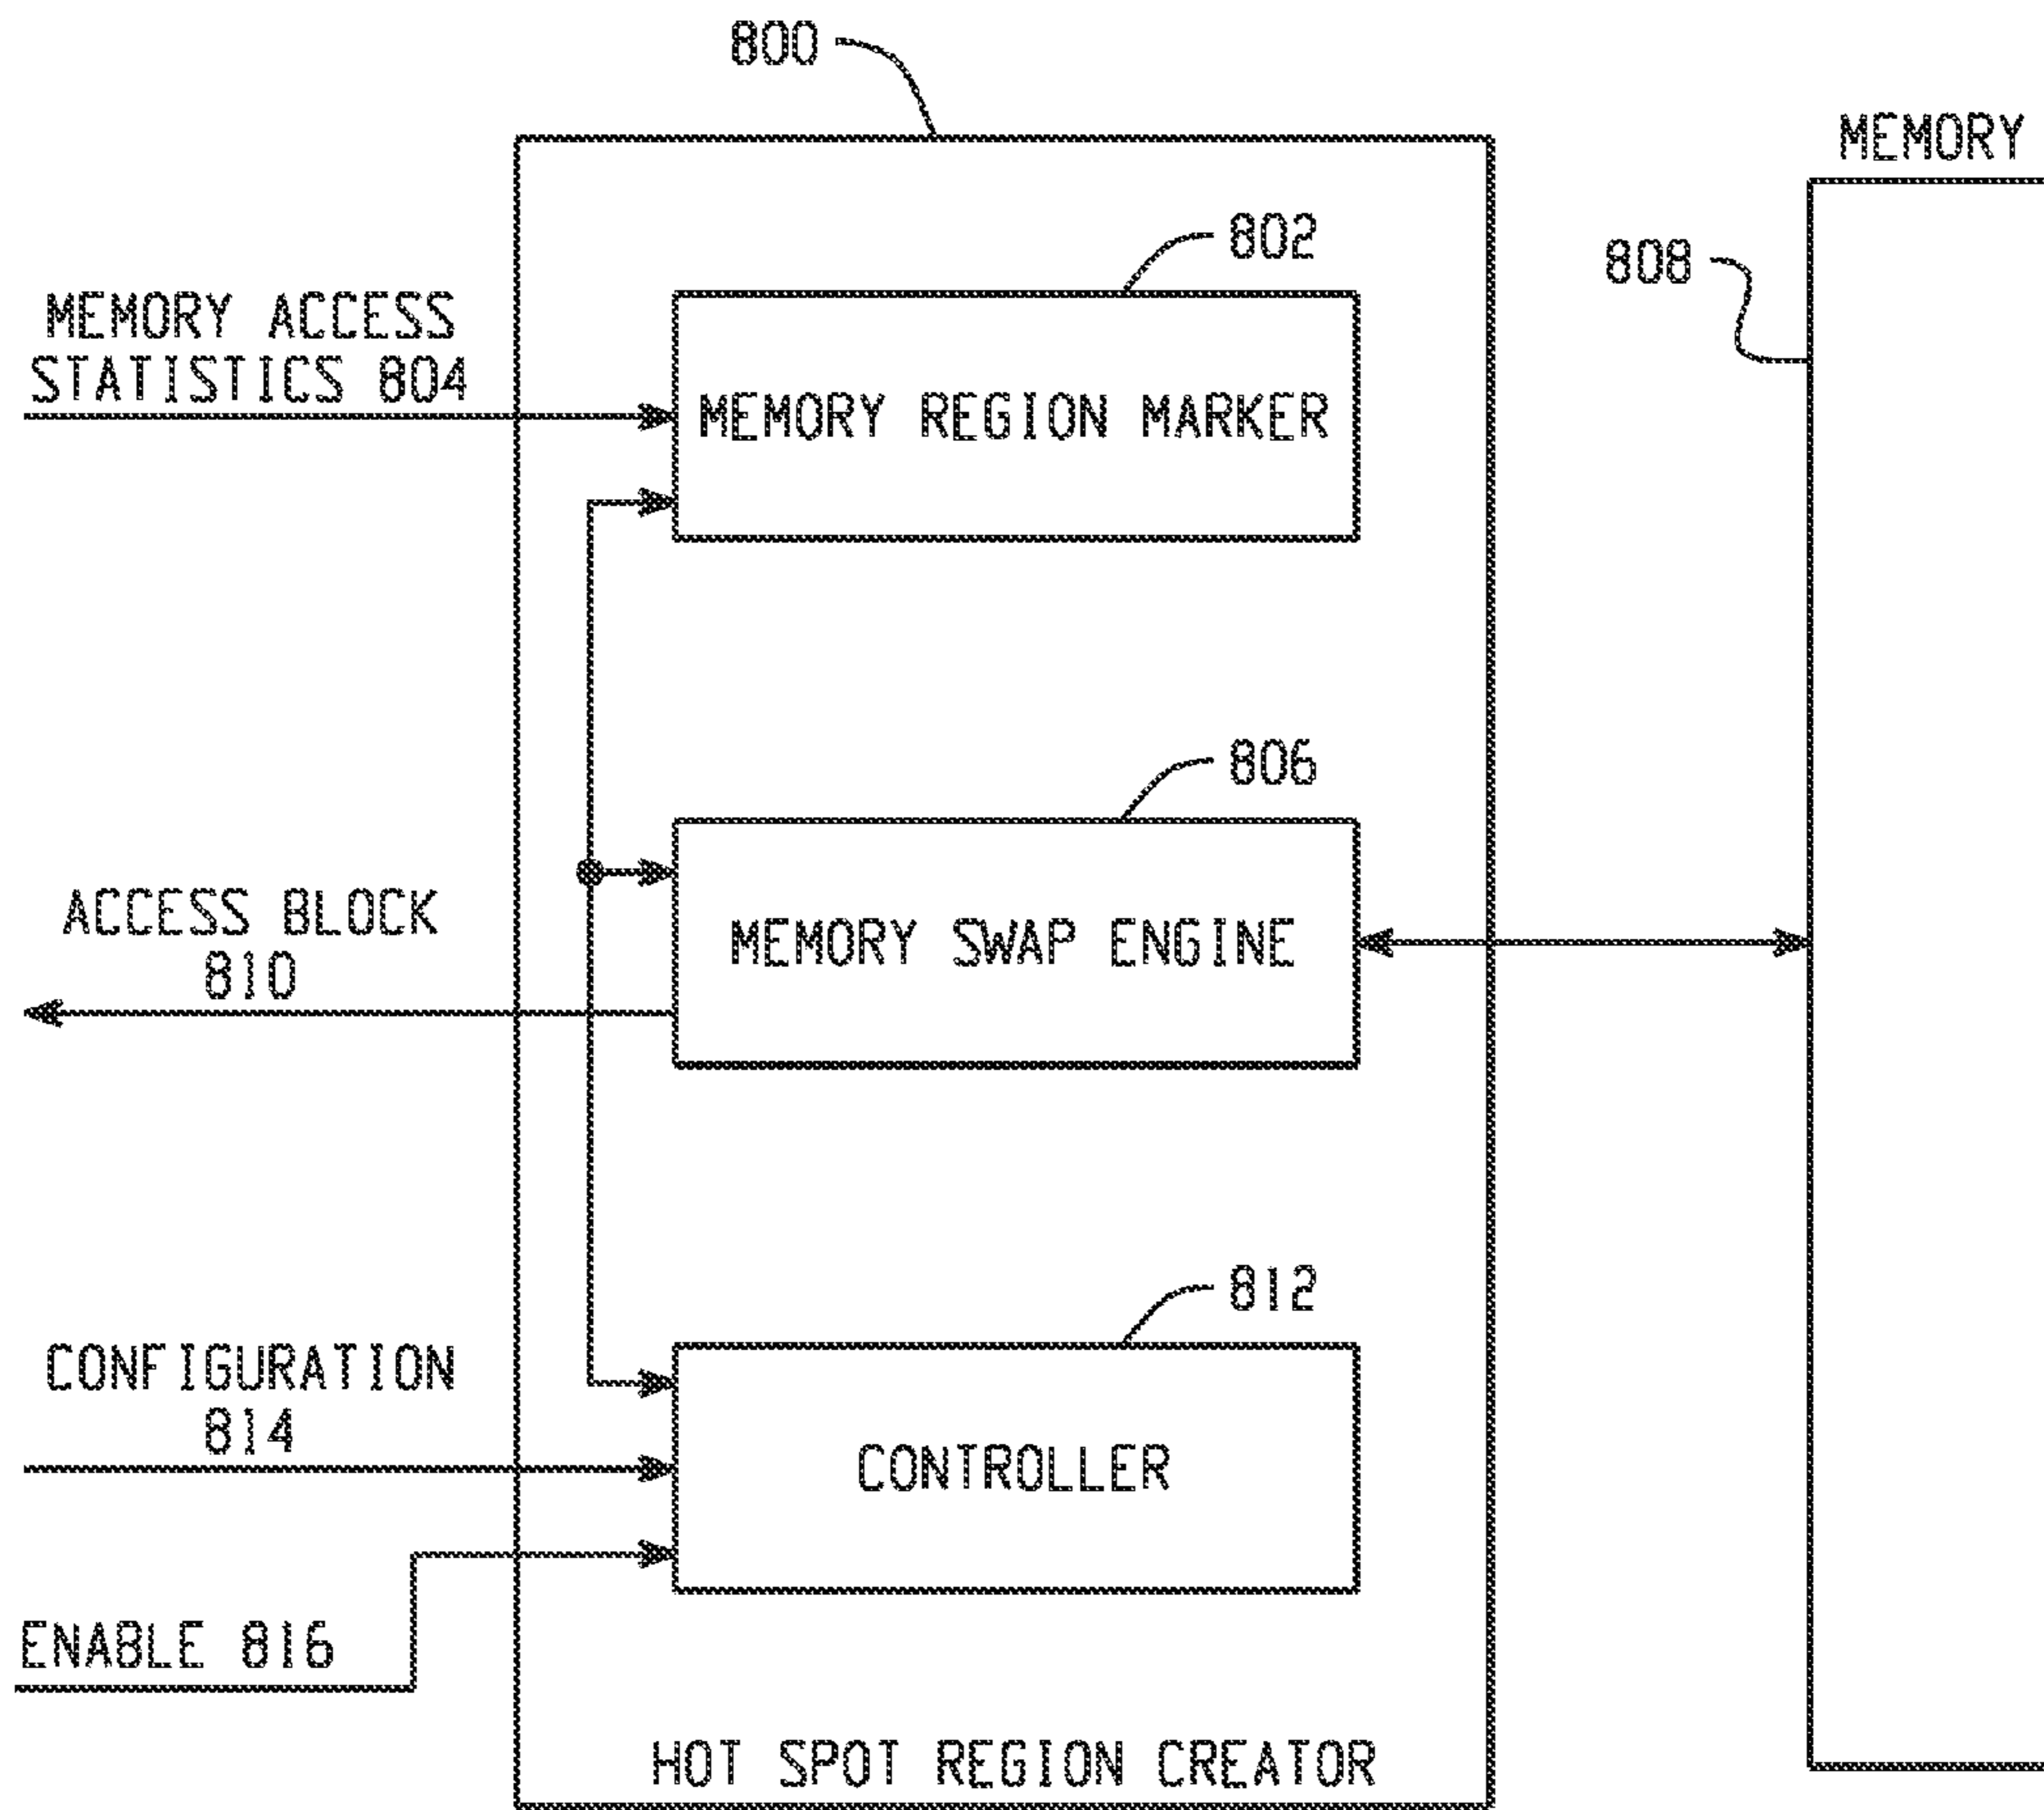 800
MEMORY
802
808
MEMORY ACCESS
STATISTICS 804
MEMORY REGION MARKER
806
ACCESS BLOCK
810
MEMORY SWAP ENGINE
812
CONFIGURATION
814
CONTROLLER
ENABLE 816
HOT SPOT REGION CREATOR